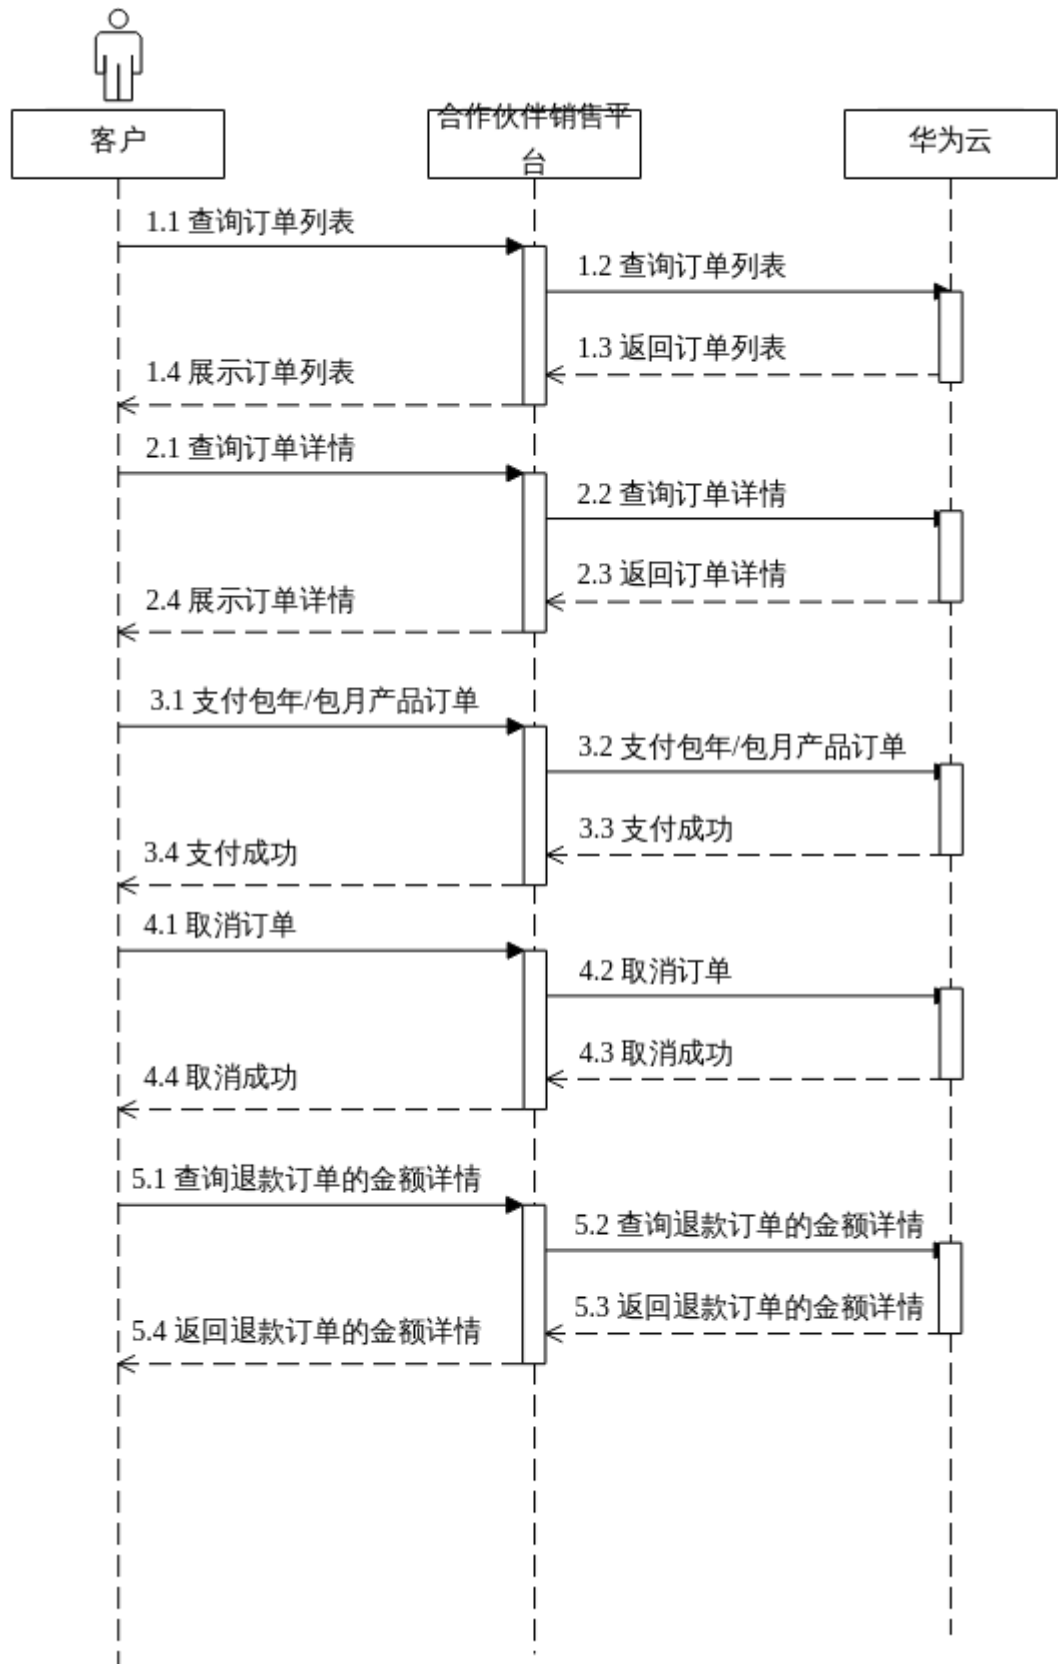 客户
合作伙伴销售平
台
华为云
1.1 查询订单列表
1.2 查询订单列表
1.3 返回订单列表
1.4 展示订单列表
2.1 查询订单详情
2.2 查询订单详情
2.3 返回订单详情
2.4 展示订单详情
3.1 支付包年/包月产品订单
3.2 支付包年/包月产品订单
3.3 支付成功
3.4 支付成功
4.1 取消订单
4.2 取消订单
4.3 取消成功
4.4 取消成功
5.1 查询退款订单的金额详情
5.2 查询退款订单的金额详情
5.3 返回退款订单的金额详情
5.4 返回退款订单的金额详情